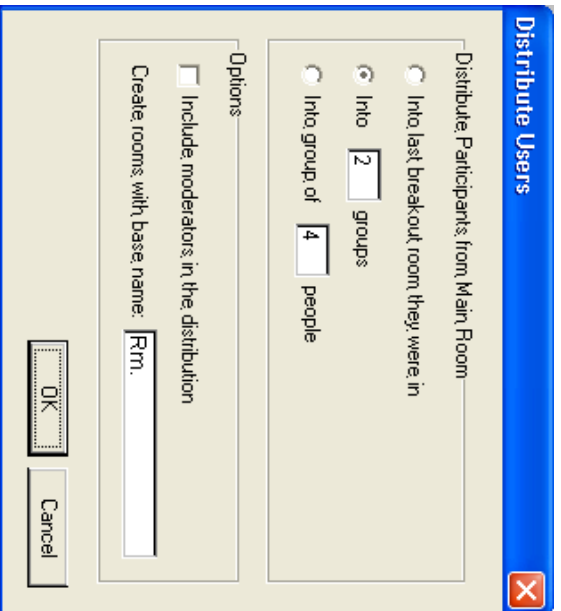 Distribute Users
Distribute Participants from Main Room
Into last breakout room they were in
Into 2 groups
Into group of 4 people
Options
Include moderators in the distribution
Create rooms with base name: Rm.
OK Cancel